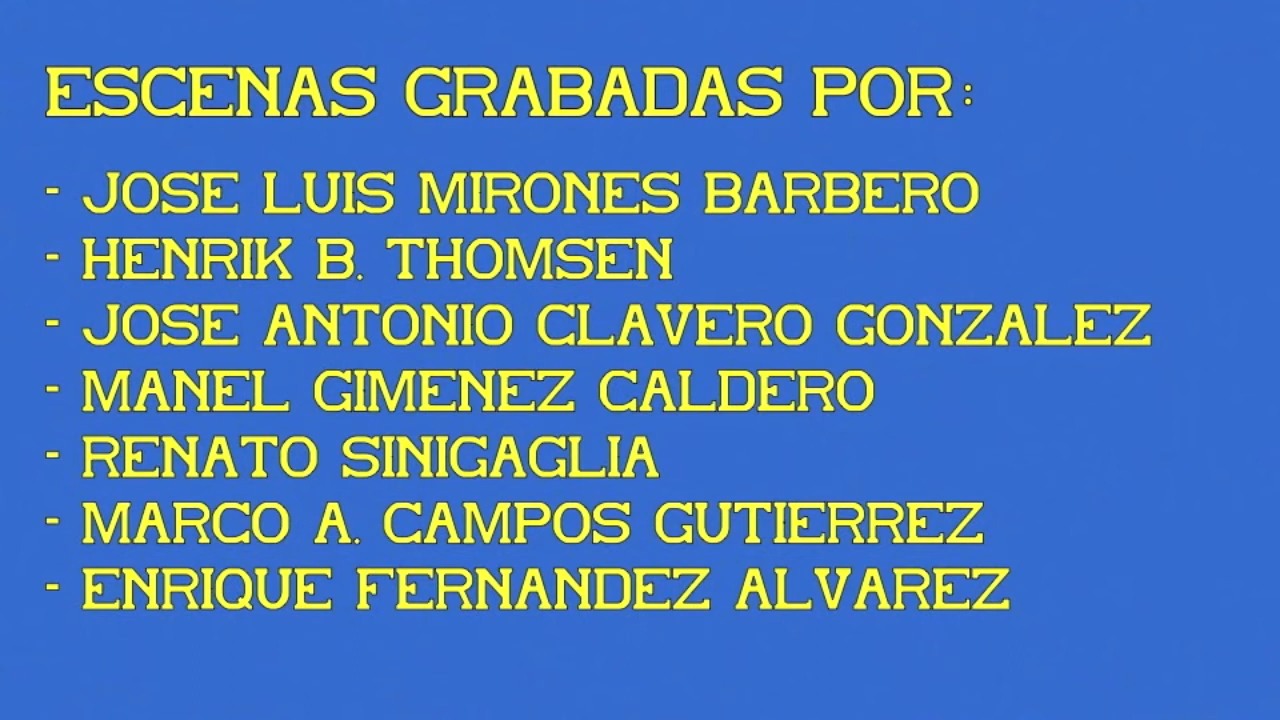 ESCENAS GRABADAS POR:
- JOSE LUIS MIRONES BARBERO
- HENRIK B. THOMSEN
- JOSE ANTONIO CLAVERO GONZALEZ
- MANEL GIMENEZ CALDERO
- RENATO SINIGAGLIA
- MARCO A. CAMPOS GUTIERREZ
- ENRIQUE FERNANDEZ ALVAREZ